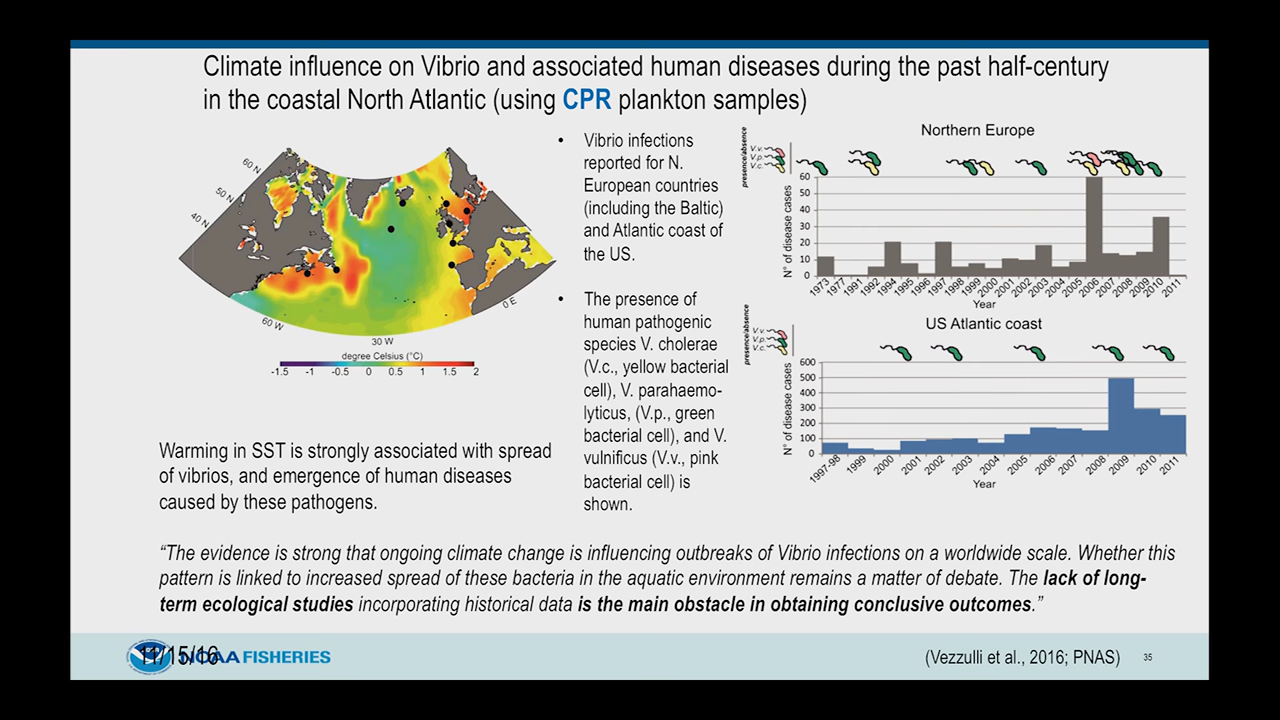 Climate influence on Vibrio and associated human diseases during the past half-century
in the coastal North Atlantic (using CPR plankton samples)
60 N
50 N
40 N
60 W
30 W
0 E
degree Celsius (°C)
-1.5 -1 -0.5 0 0.5 1 1.5 2
Warming in SST is strongly associated with spread
of vibrios, and emergence of human diseases
caused by these pathogens.
• Vibrio infections
reported for N.
European countries
(including the Baltic)
and Atlantic coast of
the US.
• The presence of
human pathogenic
species V. cholerae
(V.c., yellow bacterial
cell), V. parahaemo-
lyticus, (V.p., green
bacterial cell), and V.
vulnificus (V.v., pink
bacterial cell) is
shown.
Northern Europe
presence/absence
V.v.
V.p.
V.c.
N° of disease cases
60
50
40
30
20
10
0
1973 1977 1991 1992 1994 1995 1996 1997 1998 1999 2000 2001 2002 2003 2004 2005 2006 2007 2008 2009 2010 2011
Year
US Atlantic coast
presence/absence
V.v.
V.p.
V.c.
N° of disease cases
600
500
400
300
200
100
0
1997-98 1999 2000 2001 2002 2003 2004 2005 2006 2007 2008 2009 2010 2011
Year
“The evidence is strong that ongoing climate change is influencing outbreaks of Vibrio infections on a worldwide scale. Whether this
pattern is linked to increased spread of these bacteria in the aquatic environment remains a matter of debate. The lack of long-
term ecological studies incorporating historical data is the main obstacle in obtaining conclusive outcomes.”
11/15/16
NOAA FISHERIES
(Vezzulli et al., 2016; PNAS)
35